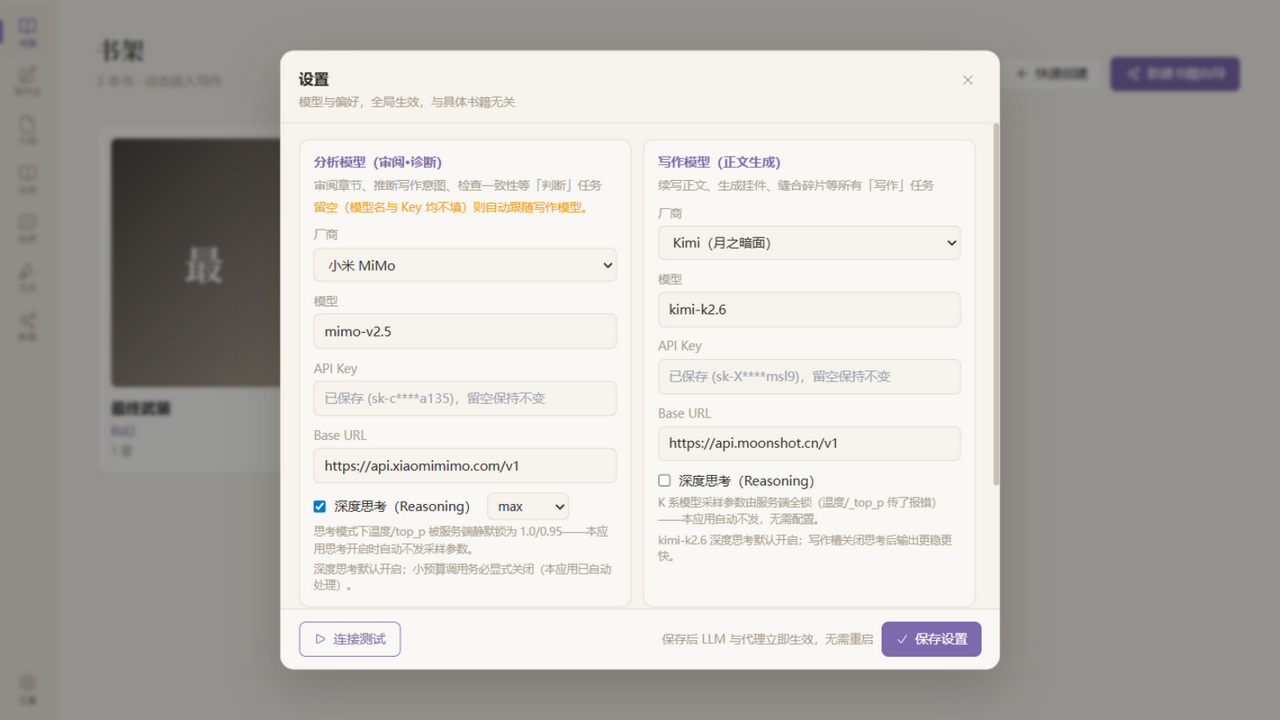 书架
快速创建
新建书籍向导
最
最终武装
科幻
设置
模型与偏好，全局生效，与具体书籍无关
分析模型（审阅•诊断）
审阅章节、推断写作意图、检查一致性等「判断」任务
留空（模型名与 Key 均不填）则自动跟随写作模型。
厂商
小米 MiMo
模型
mimo-v2.5
API Key
已保存 (sk-c****a135)，留空保持不变
Base URL
https://api.xiaomimimo.com/v1
深度思考（Reasoning）
max
思考模式下温度/top_p 被服务端静默锁为 1.0/0.95——本应
用思考开启时自动不发采样参数。
深度思考默认开启；小预算调用务必显式关闭（本应用已自动
处理）。
写作模型（正文生成）
续写正文、生成挂件、缝合碎片等所有「写作」任务
厂商
Kimi（月之暗面）
模型
kimi-k2.6
API Key
已保存 (sk-X****msl9)，留空保持不变
Base URL
https://api.moonshot.cn/v1
深度思考（Reasoning）
K 系模型采样参数由服务端全锁（温度/_top_p 传了报错）
——本应用自动不发，无需配置。
kimi-k2.6 深度思考默认开启；写作槽关闭思考后输出更稳更
快。
连接测试
保存后 LLM 与代理立即生效，无需重启
保存设置